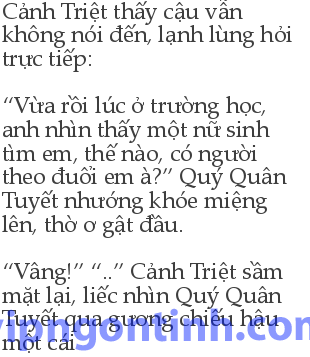 Cảnh Triệt thấy cậu vẫn
không nói đến, lạnh lùng hỏi
trực tiếp:
“Vừa rồi lúc ở trường học,
anh nhìn thấy một nữ sinh
tìm em, thế nào, có người
theo đuổi em à?” Quý Quân
Tuyết nhướng khóe miệng
lên, thờ ơ gật đầu.
“Vâng!” “..” Cảnh Triệt sầm
mặt lại, liếc nhìn Quý Quân
Tuyết qua gương chiếu hậu
một cái
vlpngontinh.com